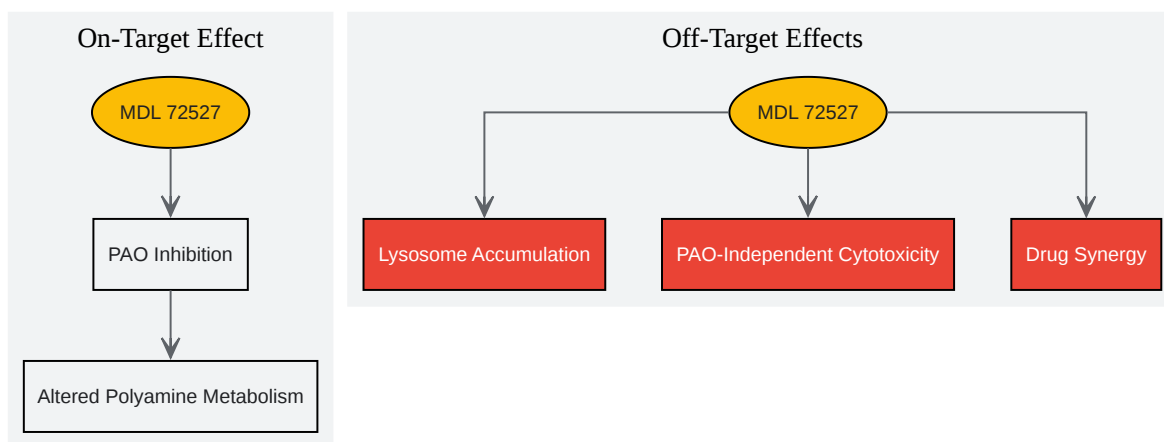 On-Target Effect
MDL 72527
PAO Inhibition
Altered Polyamine Metabolism
Off-Target Effects
MDL 72527
Lysosome Accumulation
PAO-Independent Cytotoxicity
Drug Synergy